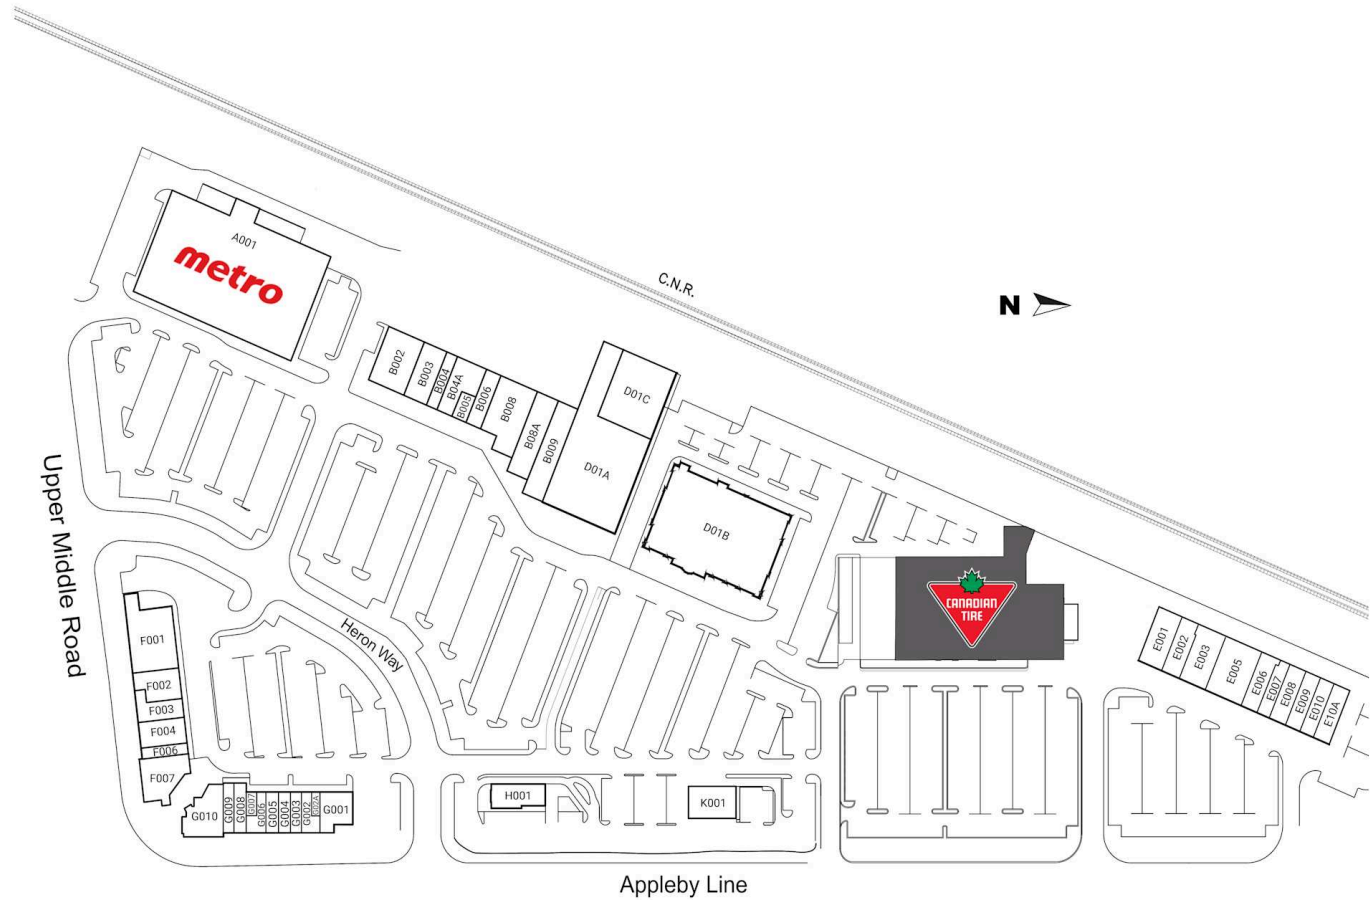 A001
metro
C.N.R.
N
B002
B003
B004
B04A
B005
B006
B008
B08A
B009
D01C
D01A
D01B
CANADIAN
TIRE
E001
E002
E003
E005
E006
E007
E008
E009
E010
E10A
Upper Middle Road
Heron Way
F001
F002
F003
F004
F006
F007
G010
G009
G008
G007
G006
G005
G004
G003
G002
G02A
G001
H001
K001
Appleby Line